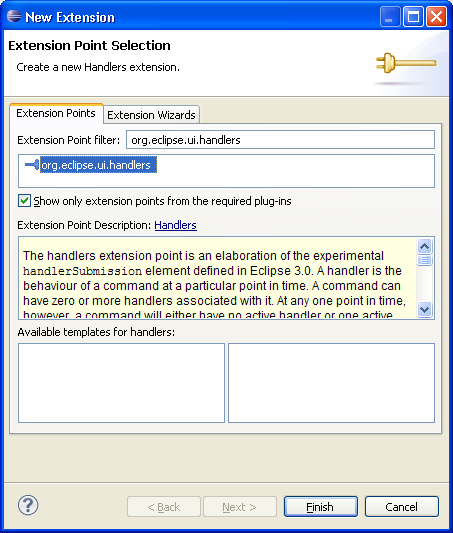 New Extension
Extension Point Selection
Create a new Handlers extension.
Extension Points Extension Wizards
Extension Point filter: org.eclipse.ui.handlers
org.eclipse.ui.handlers
Show only extension points from the required plug-ins
Extension Point Description: Handlers
The handlers extension point is an elaboration of the experimental
handlerSubmission element defined in Eclipse 3.0. A handler is the
behaviour of a command at a particular point in time. A command can
have zero or more handlers associated with it. At any one point in time,
however, a command will either have no active handler or one active
Available templates for handlers:
? < Back Next > Finish Cancel